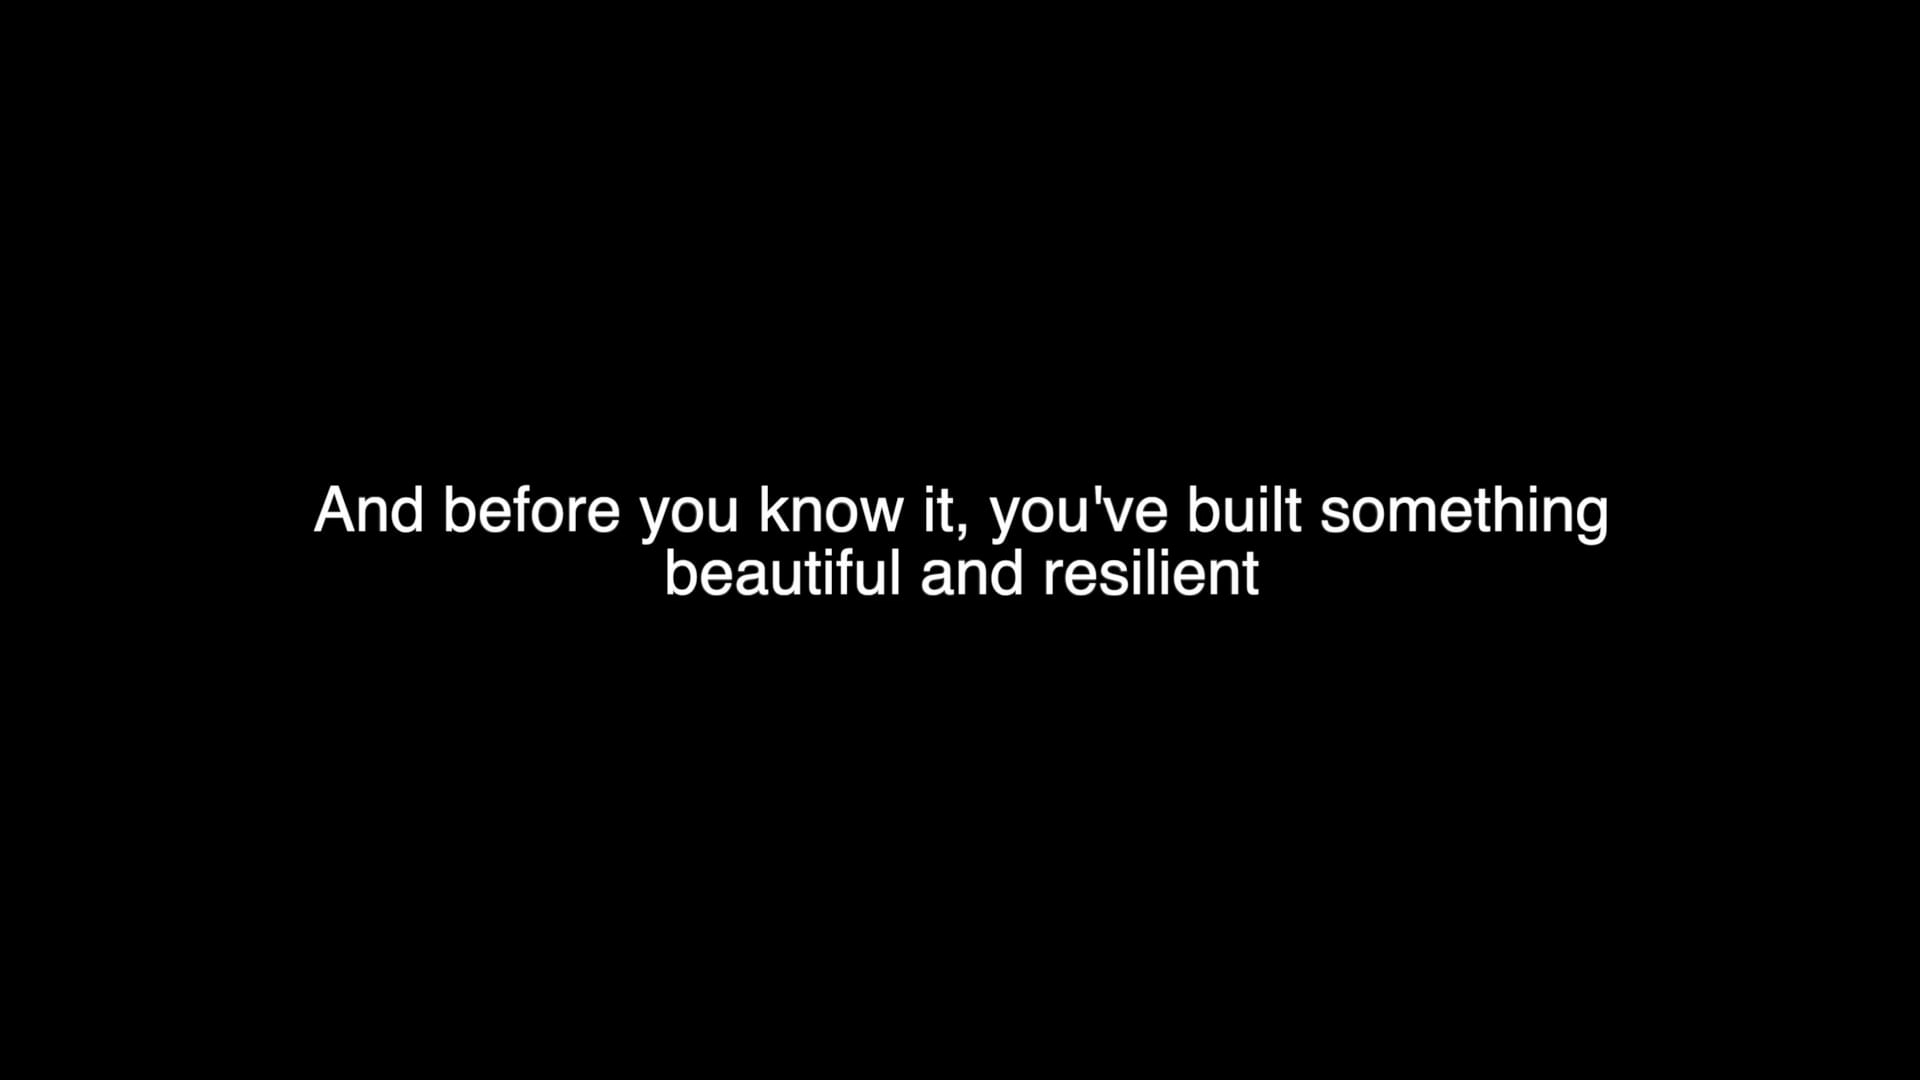 And before you know it, you've built something
beautiful and resilient